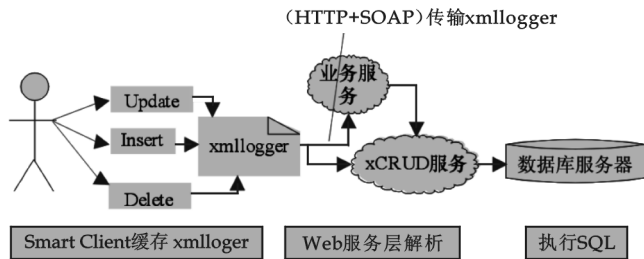 （HTTP+SOAP）传输xmllogger
业务服
务
Update
Insert
xmllogger
xCRUD服务
数据库服务器
Delete
Smart Client缓存 xmlloger
Web服务层解析
执行SQL